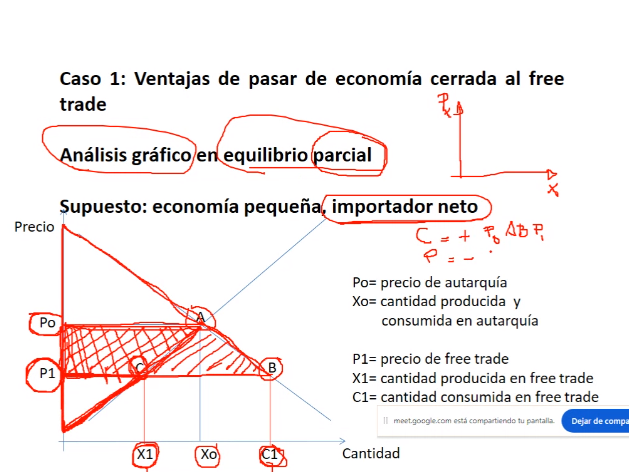 Caso 1: Ventajas de pasar de economía cerrada al free
trade
Px
Análisis gráfico en equilibrio parcial
X
Supuesto: economía pequeña, importador neto
Precio
C = + P0 A B P1
P = -
Po= precio de autarquía
Xo= cantidad producida y
consumida en autarquía
A
Po
P1= precio de free trade
C
B
P1
X1= cantidad producida en free trade
C1= cantidad consumida en free trade
meet.google.com está compartiendo tu pantalla.
Dejar de compa
X1
Xo
C1
Cantidad